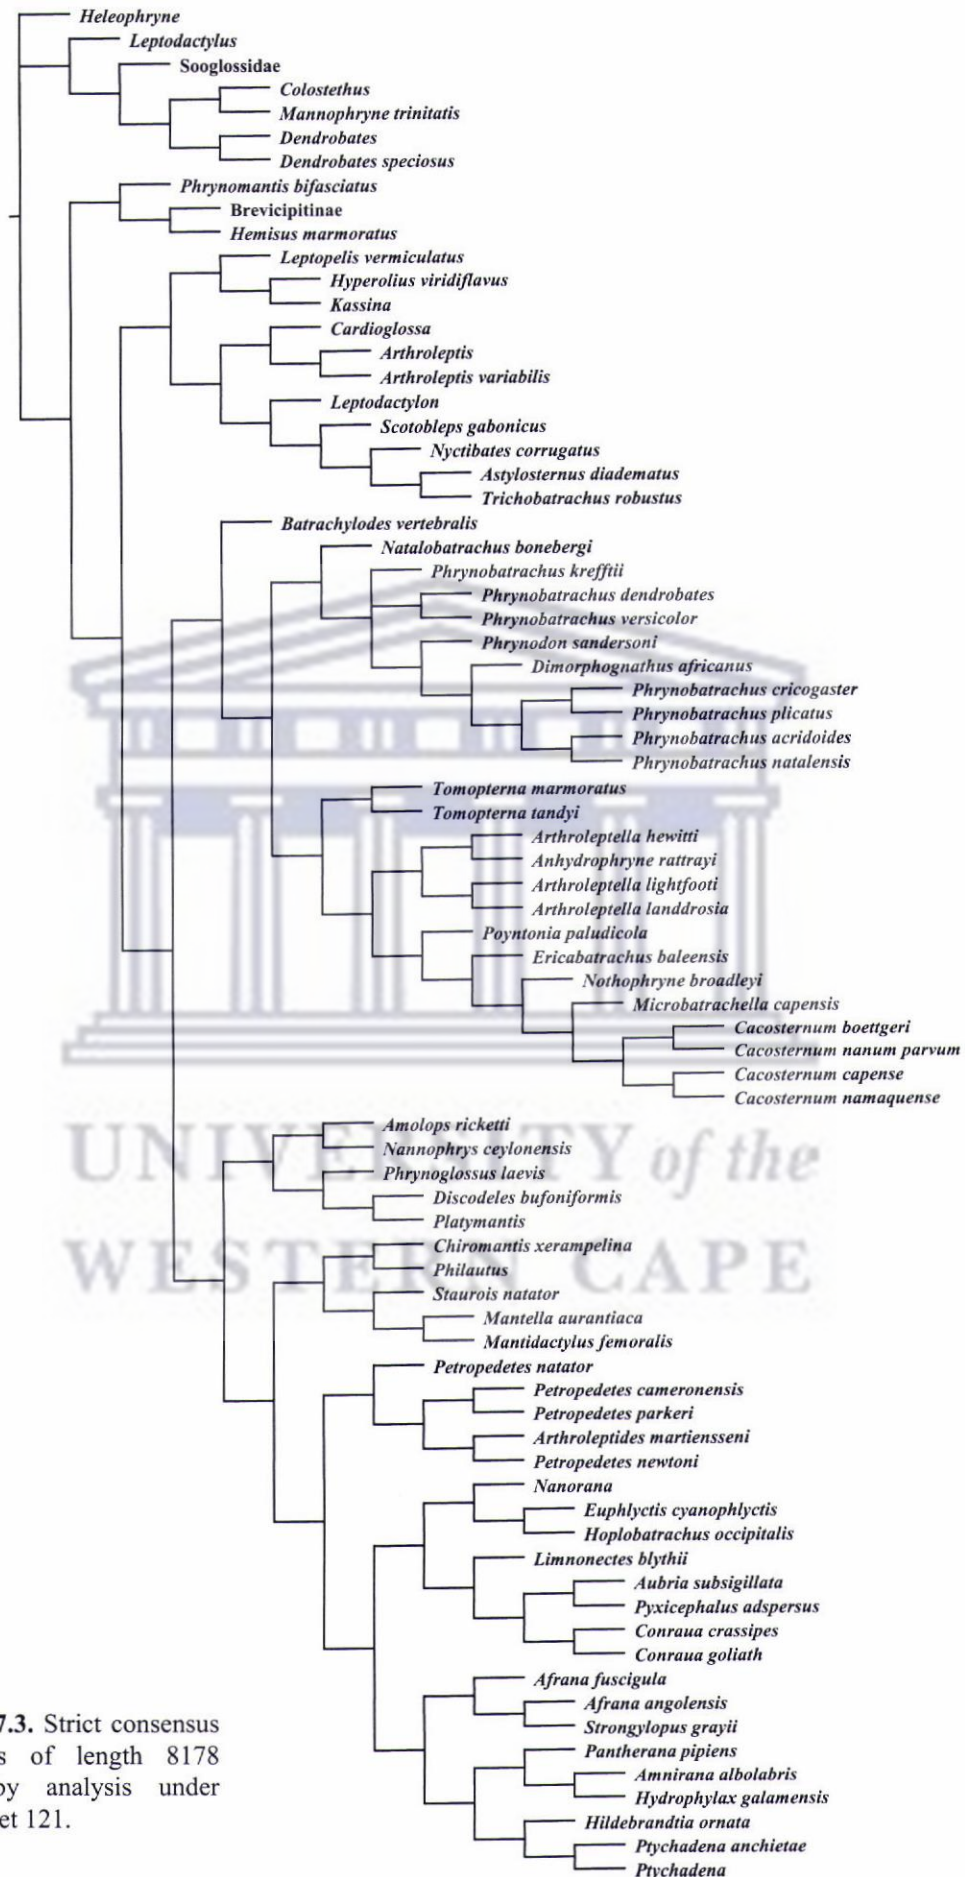 Heleophryne
Leptodactylus
Sooglossidae
Colostethus
Mannophryne trinitatis
Dendrobates
Dendrobates speciosus
Phrynomantis bifasciatus
Brevicipitinae
Hemisus marmoratus
Leptopelis vermiculatus
Hyperolius viridiflavus
Kassina
Cardioglossa
Arthroleptis
Arthroleptis variabilis
Leptodactylon
Scotobleps gabonicus
Nyctibates corrugatus
Astylosternus diadematus
Trichobatrachus robustus
Batrachylodes vertebralis
Natalobatrachus bonebergi
Phrynobatrachus krefftii
Phrynobatrachus dendrobates
Phrynobatrachus versicolor
Phrynodon sandersoni
Dimorphognathus africanus
Phrynobatrachus cricogaster
Phrynobatrachus plicatus
Phrynobatrachus acridoides
Phrynobatrachus natalensis
Tomopterna marmoratus
Tomopterna tandyi
Arthroleptella hewitti
Anhydrophryne rattrayi
Arthroleptella lightfooti
Arthroleptella landdrosia
Poyntonia paludicola
Ericabatrachus baleensis
Nothophryne broadleyi
Microbatrachella capensis
Cacosternum boettgeri
Cacosternum nanum parvum
Cacosternum capense
Cacosternum namaquense
Amolops ricketti
UNIVERSITY of the
Nannophrys ceylonensis
Phrynoglossus laevis
Discodeles bufoniformis
Platymantis
Chiromantis xerampelina
WESTERN CAPE
Philautus
Staurois natator
Mantella aurantiaca
Mantidactylus femoralis
Petropedetes natator
Petropedetes cameronensis
Petropedetes parkeri
Arthroleptides martiensseni
Petropedetes newtoni
Nanorana
Euphlyctis cyanophlyctis
Hoplobatrachus occipitalis
Limnonectes blythii
Aubria subsigillata
Pyxicephalus adspersus
Conraua crassipes
Conraua goliath
Afrana fuscigula
Afrana angolensis
Strongylopus grayii
Pantherana pipiens
Amnirana albolabris
Hydrophylax galamensis
Hildebrandtia ornata
Ptychadena anchietae
Ptychadena
7.3. Strict consensus
s of length 8178
by analysis under
et 121.